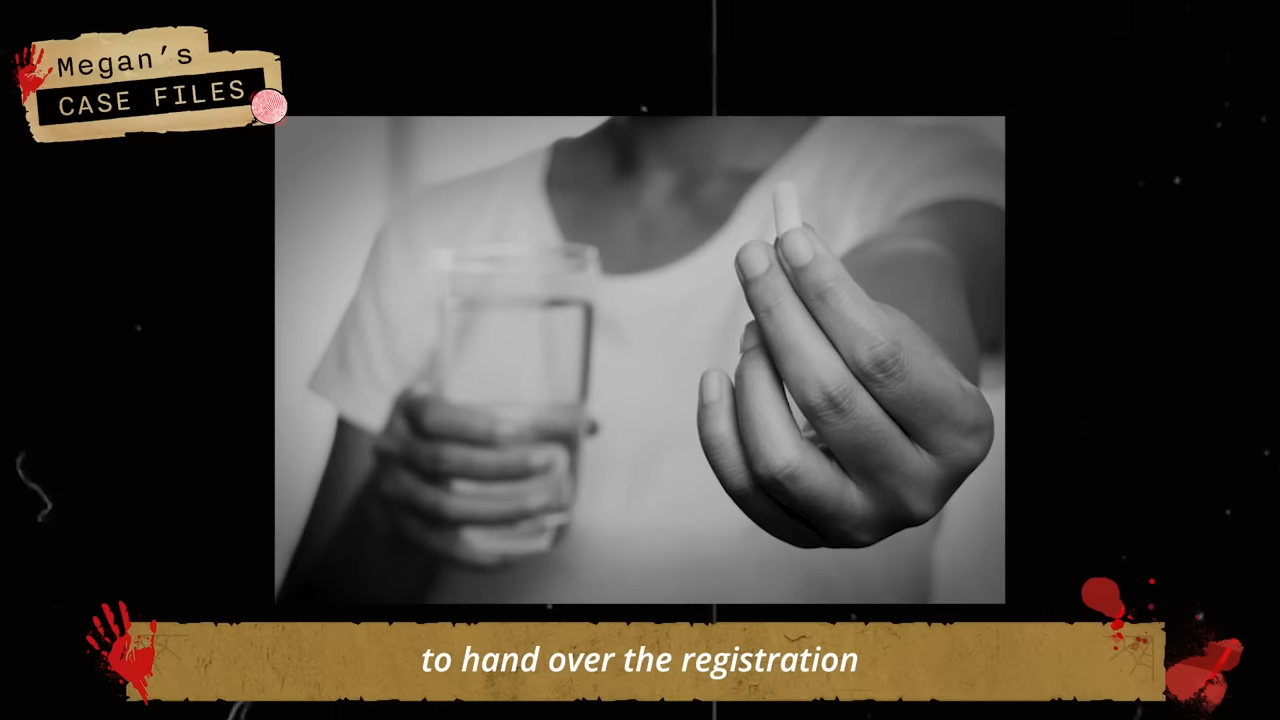 Megan's
CASE FILES
to hand over the registration